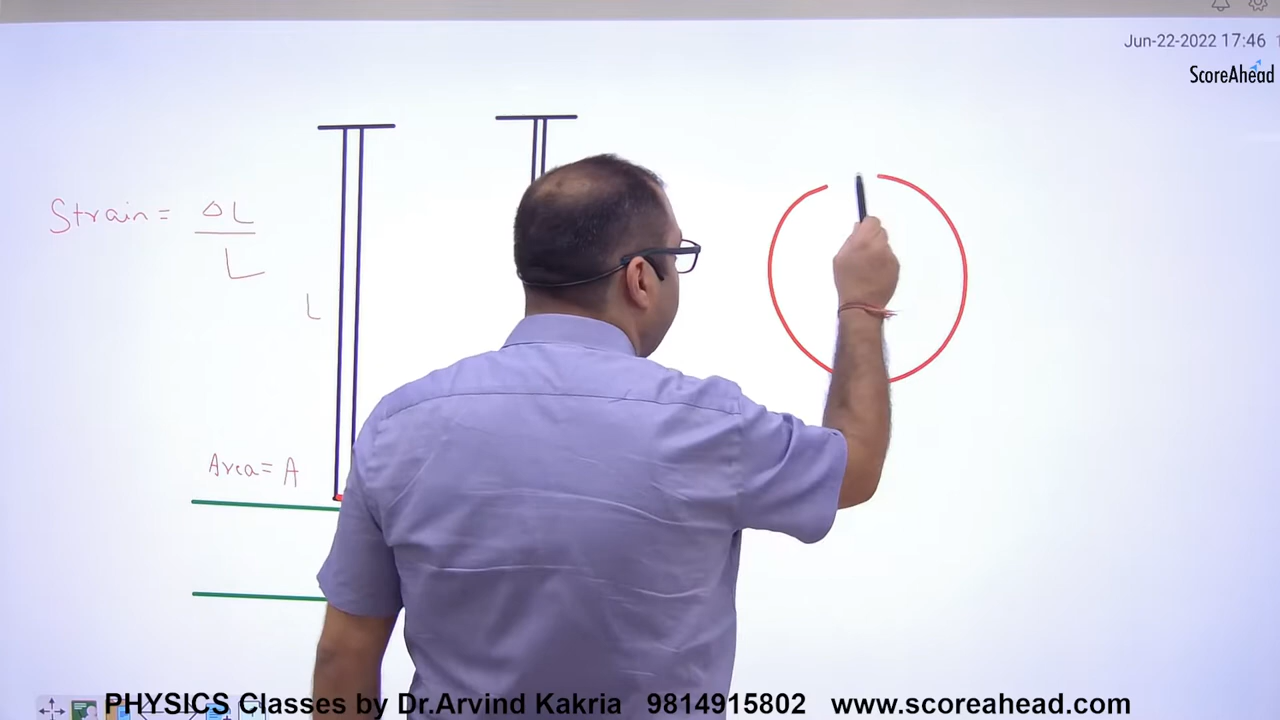 Jun-22-2022 17:46
ScoreAhead
Strain = ΔL
L
L
Area = A
PHYSICS Classes by Dr.Arvind Kakria 9814915802 www.scoreahead.com